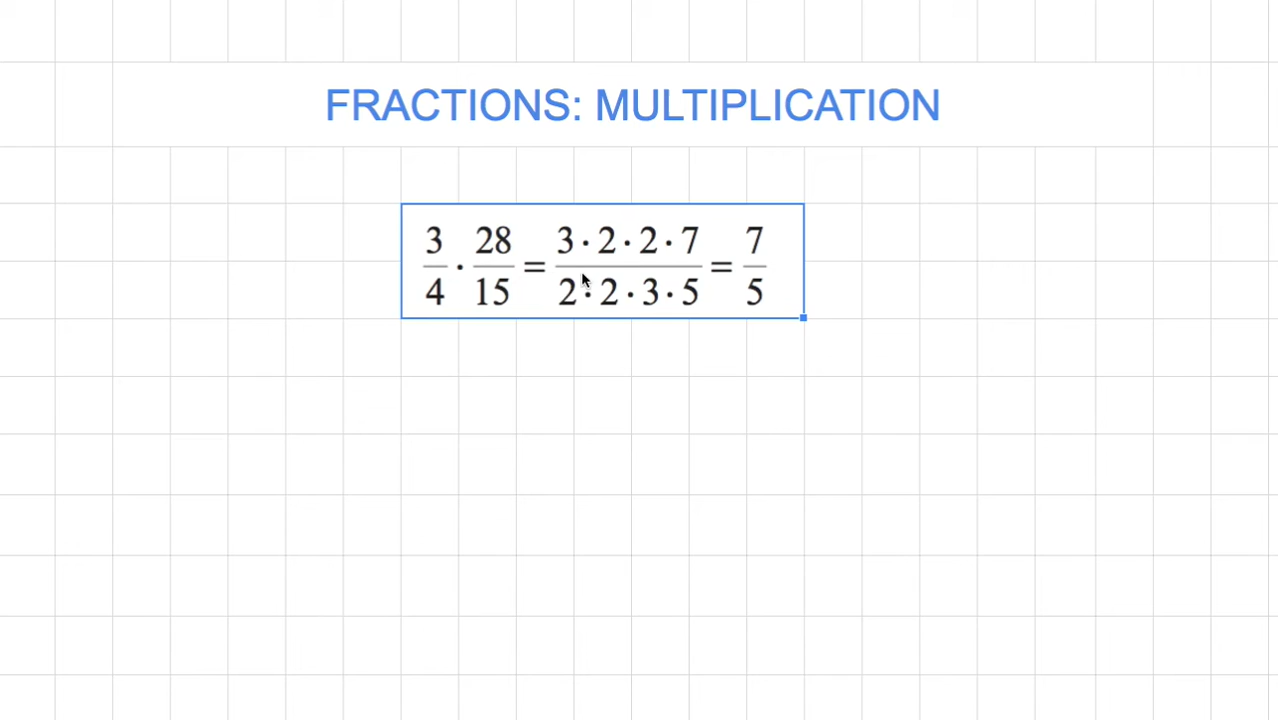 FRACTIONS: MULTIPLICATION
3/4 · 28/15 = (3 · 2 · 2 · 7)/(2 · 2 · 3 · 5) = 7/5